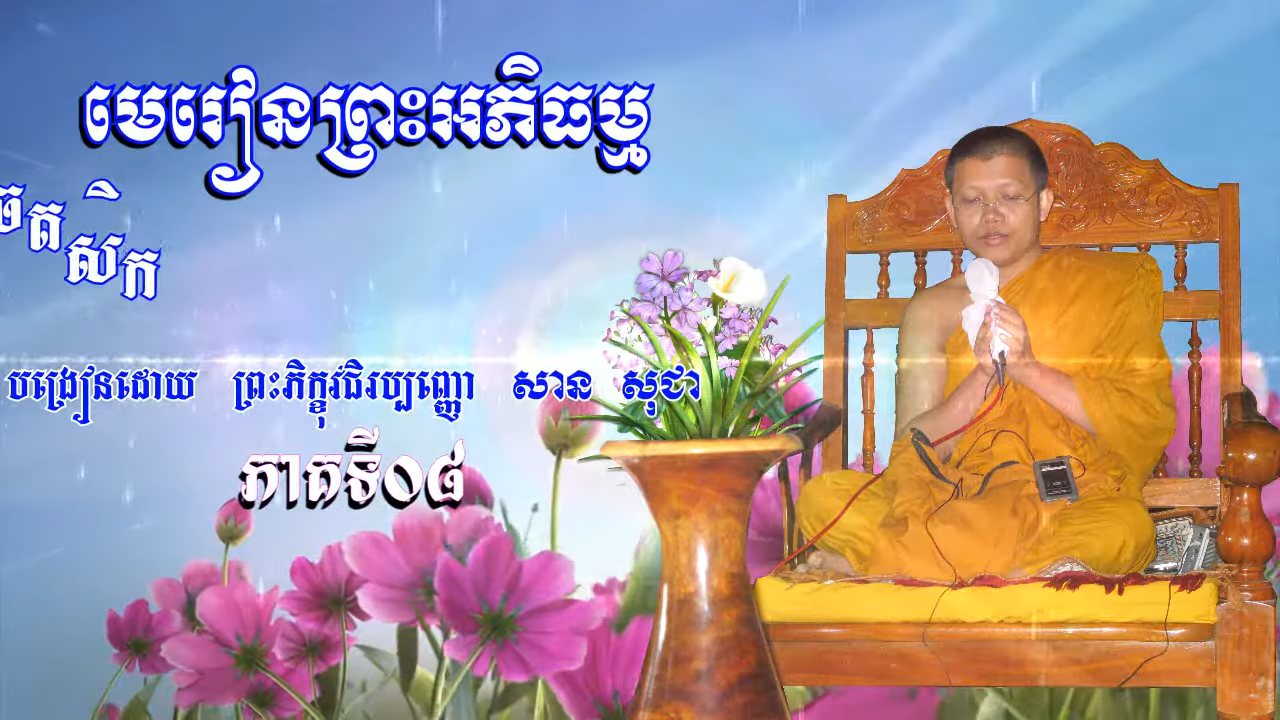 មេរៀនព្រះអភិធម្ម
ចតសិក
បង្រៀនដោយ ព្រះភិក្ខុវជិរប្បញ្ញោ សាន សុជា
ភាគទី០៨